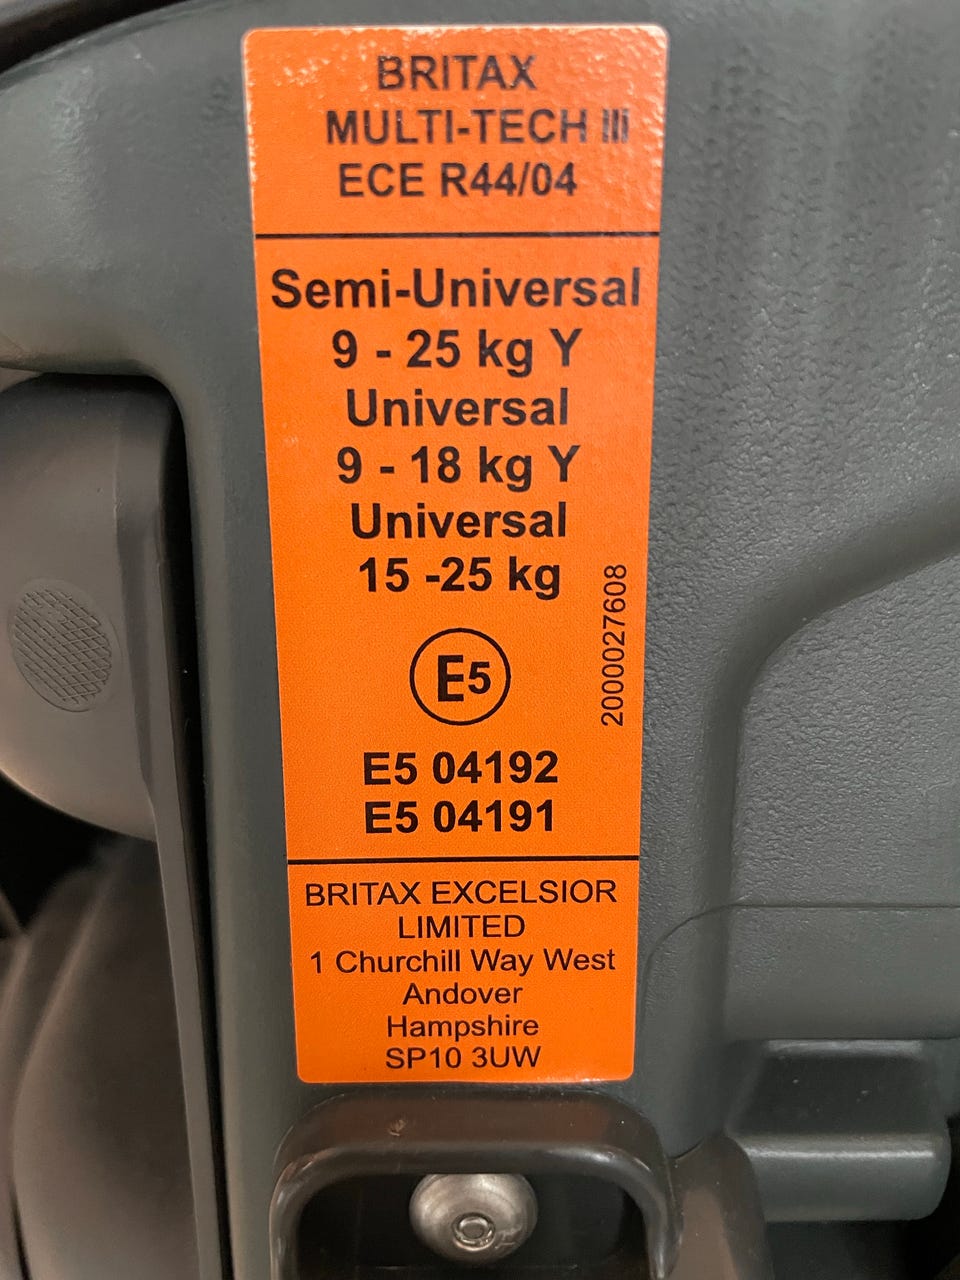 BRITAX
MULTI-TECH III
ECE R44/04
Semi-Universal
9 - 25 kg Y
Universal
9 - 18 kg Y
Universal
15 -25 kg
E5
2000027608
E5 04192
E5 04191
BRITAX EXCELSIOR
LIMITED
1 Churchill Way West
Andover
Hampshire
SP10 3UW